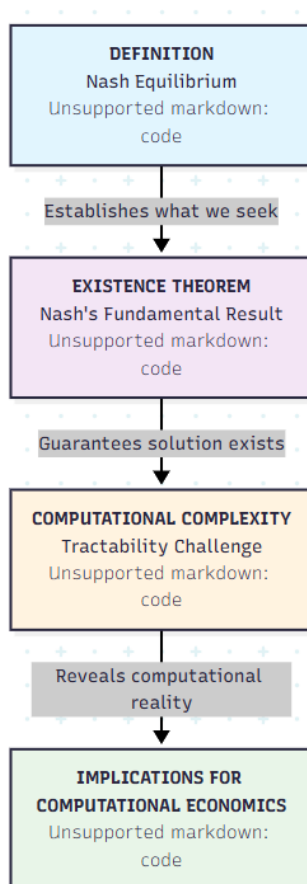 DEFINITION
Nash Equilibrium
Unsupported markdown:
code
Establishes what we seek
EXISTENCE THEOREM
Nash's Fundamental Result
Unsupported markdown:
code
Guarantees solution exists
COMPUTATIONAL COMPLEXITY
Tractability Challenge
Unsupported markdown:
code
Reveals computational
reality
IMPLICATIONS FOR
COMPUTATIONAL ECONOMICS
Unsupported markdown:
code